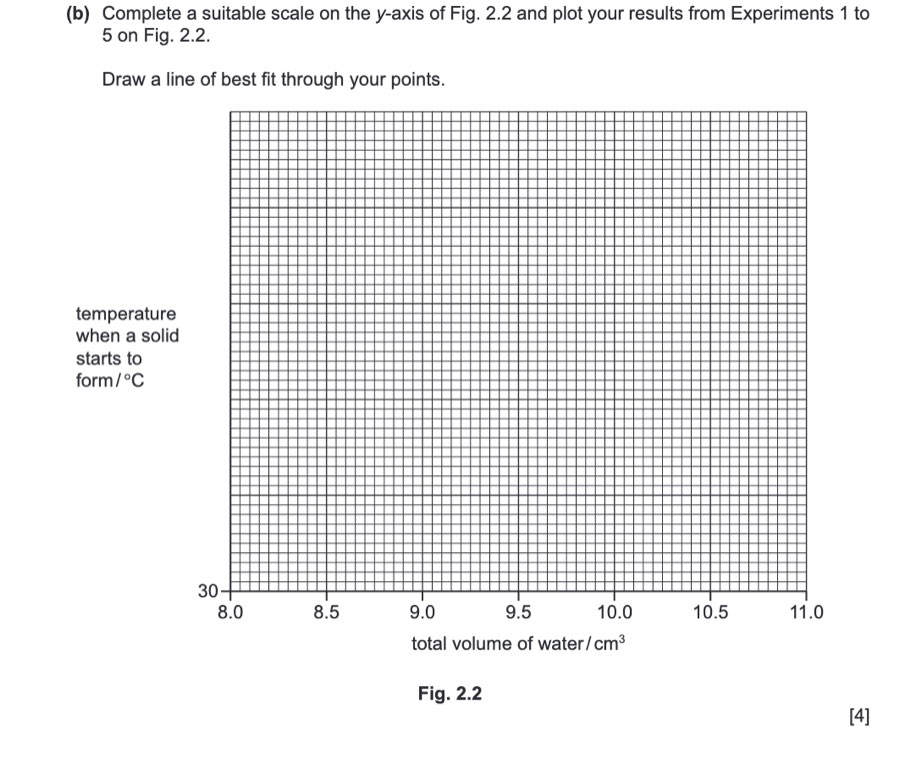 (b) Complete a suitable scale on the y-axis of Fig. 2.2 and plot your results from Experiments 1 to
5 on Fig. 2.2.
Draw a line of best fit through your points.
temperature
when a solid
starts to
form / °C
30
8.0 8.5 9.0 9.5 10.0 10.5 11.0
total volume of water / cm³
Fig. 2.2
[4]